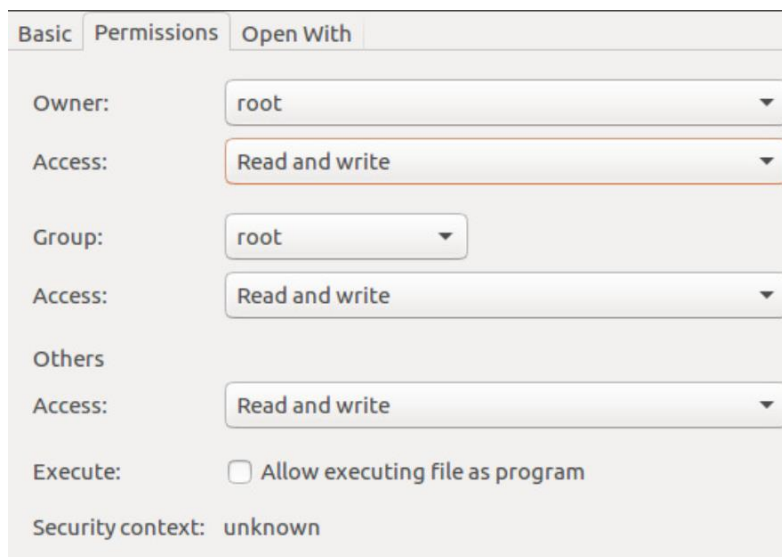 Basic Permissions Open With
Owner: root
Access: Read and write
Group: root
Access: Read and write
Others
Access: Read and write
Execute: Allow executing file as program
Security context: unknown